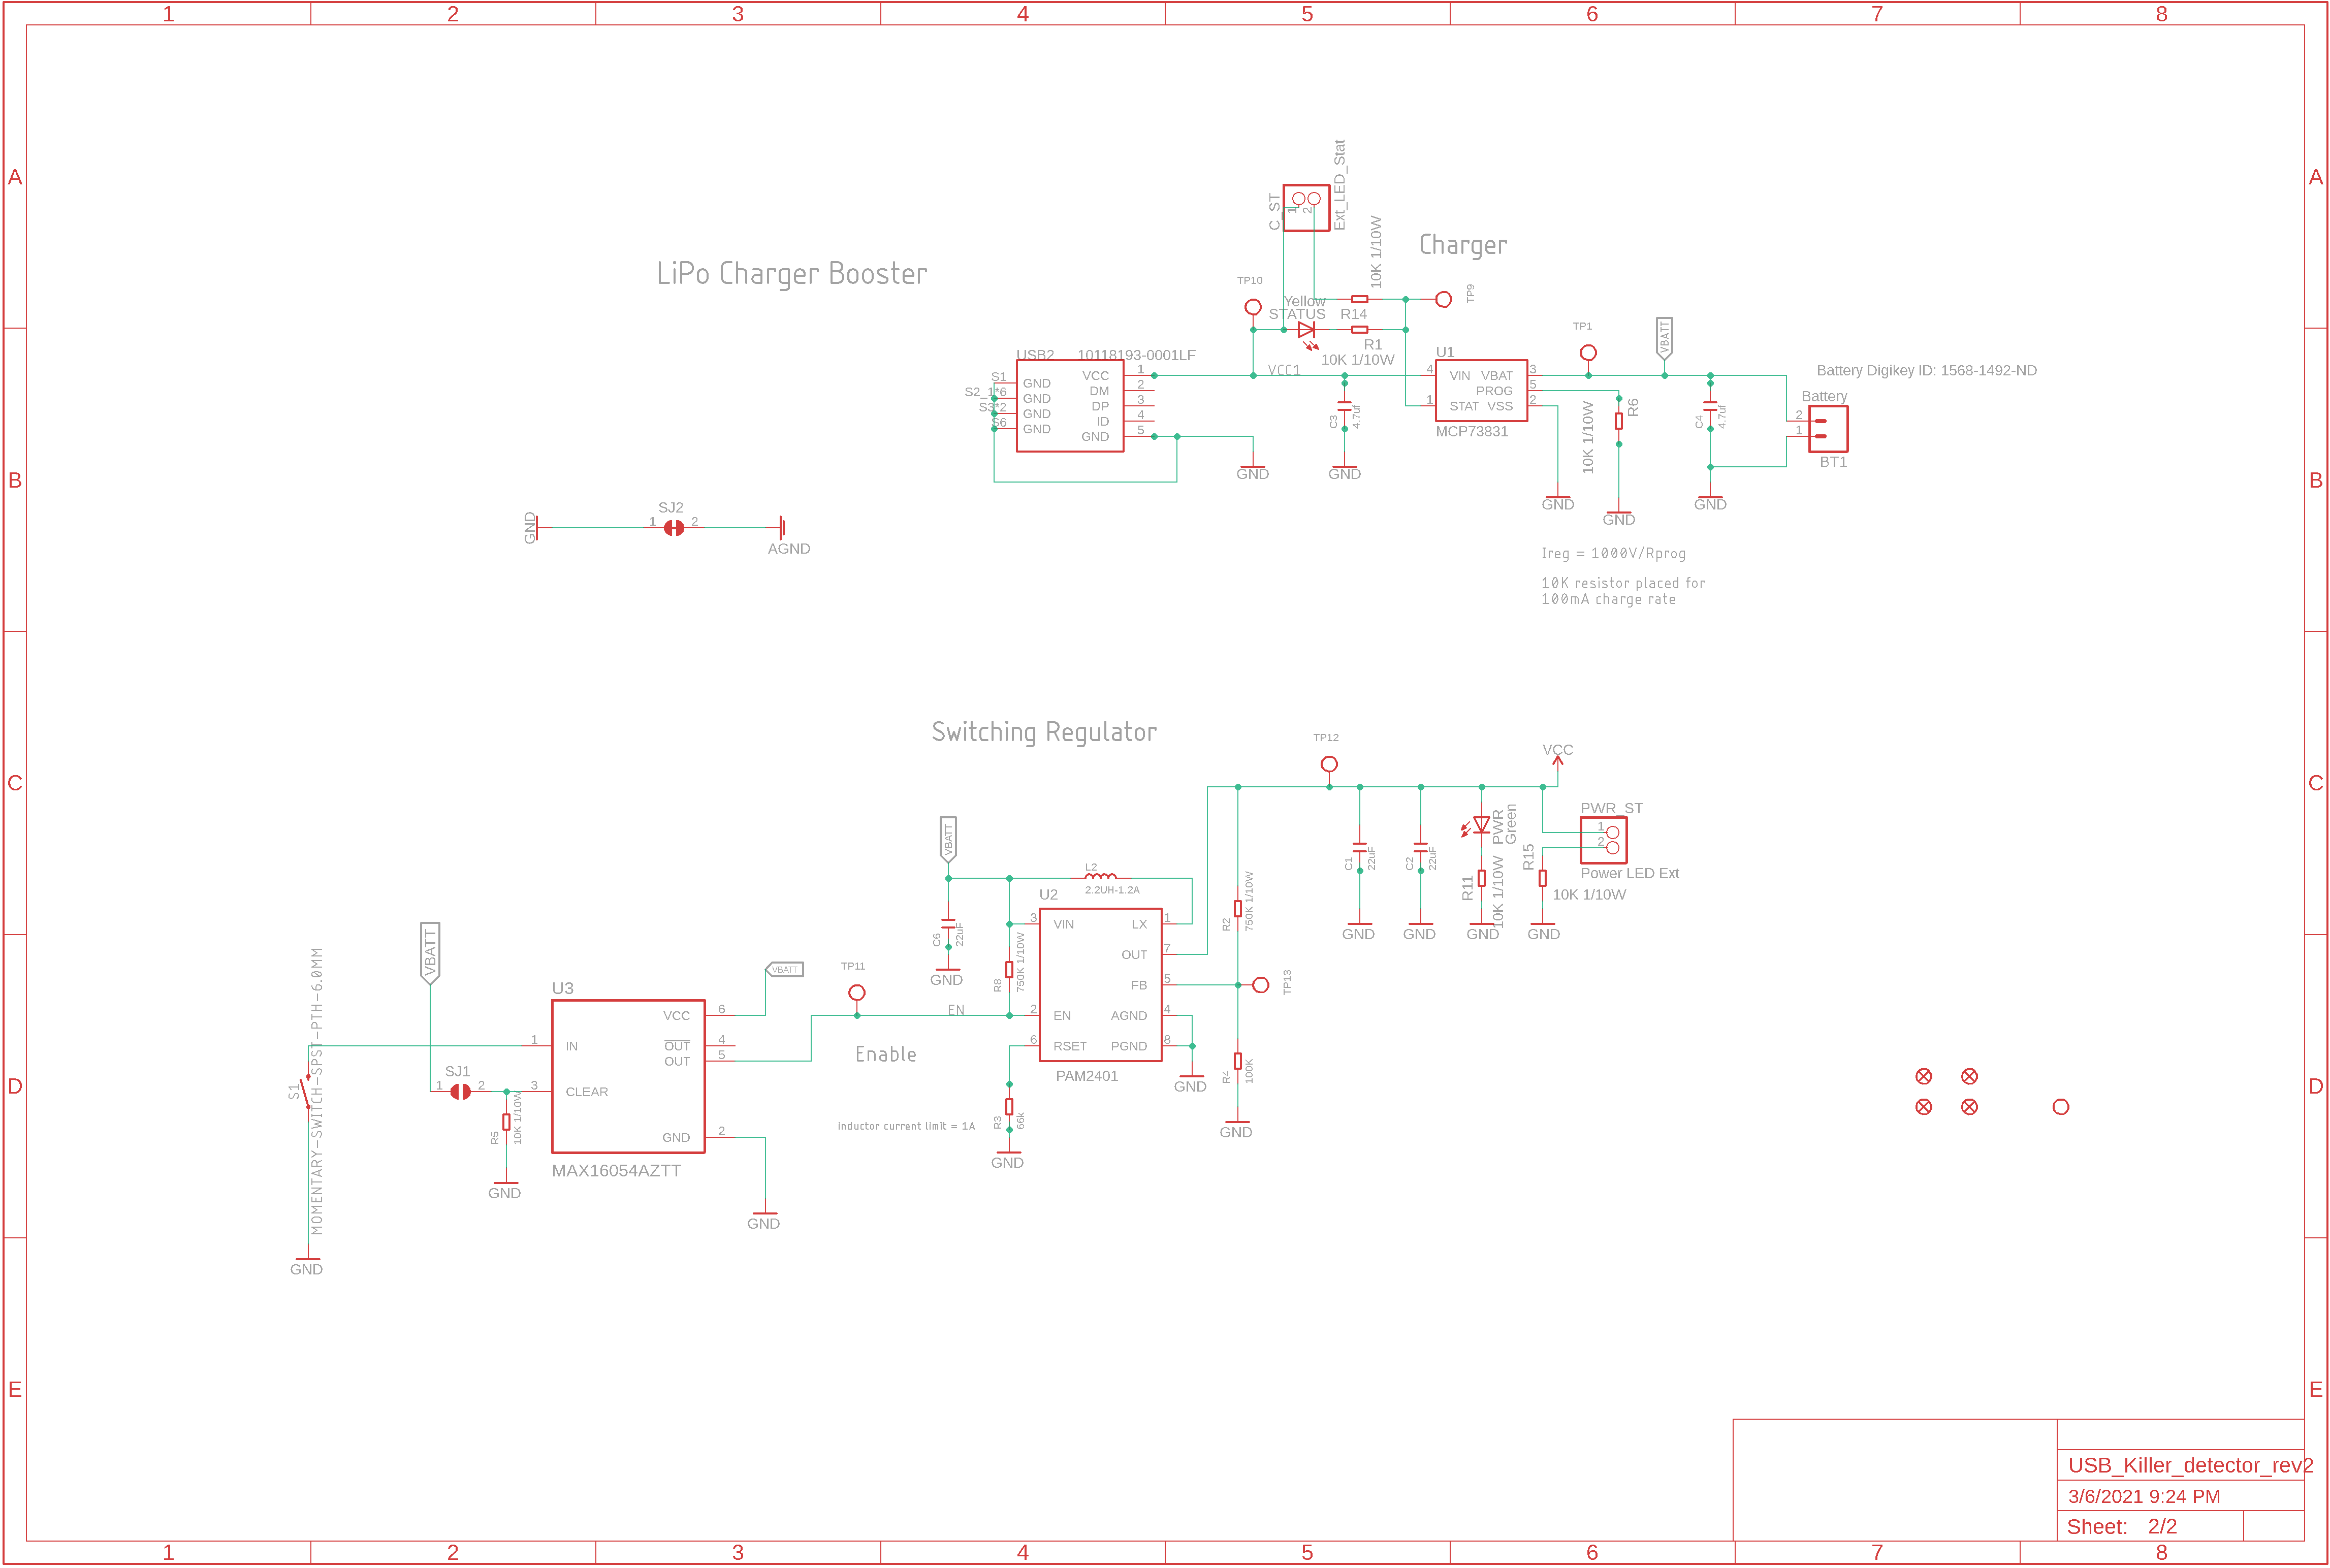 1 2 3 4 5 6 7 8
A A
B B
C C
D D
E E
LiPo Charger Booster
Charger
C_ST
1
2
Ext_LED_Stat
10K 1/10W
TP10
Yellow
STATUS
R14
TP9
R1
10K 1/10W
USB2 10118193-0001LF
S1
S2_1*6
S3*2
S6
GND
GND
GND
GND
VCC 1
DM 2
DP 3
ID 4
GND 5
VCC1
GND
C3
4.7uf
GND
U1
4 VIN VBAT 3
PROG 5
1 STAT VSS 2
MCP73831
TP1
VBATT
10K 1/10W
R6
C4
4.7uf
GND
GND
GND
Battery Digikey ID: 1568-1492-ND
Battery
2
1
BT1
Ireg = 1000V/Rprog
10K resistor placed for
100mA charge rate
GND
SJ2
1 2
AGND
Switching Regulator
TP12
VCC
VBATT
L2
2.2UH-1.2A
U2
3 VIN LX 1
OUT 7
FB 5
2 EN AGND 4
6 RSET PGND 8
PAM2401
C6
22uF
GND
R8
750K 1/10W
R2
750K 1/10W
TP13
R4
100K
GND
GND
R3
66k
GND
inductor current limit = 1A
C1
22uF
GND
C2
22uF
GND
PWR
Green
R11
10K 1/10W
GND
R15
10K 1/10W
GND
PWR_ST
1
2
Power LED Ext
VBATT
VBATT
TP11
EN
Enable
U3
1 IN
3 CLEAR
VCC 6
OUT 4
OUT 5
GND 2
MAX16054AZTT
GND
SJ1
1 2
R5
10K 1/10W
GND
S1
MOMENTARY-SWITCH-SPST-PTH-6.0MM
GND
USB_Killer_detector_rev2
3/6/2021 9:24 PM
Sheet: 2/2
1 2 3 4 5 6 7 8